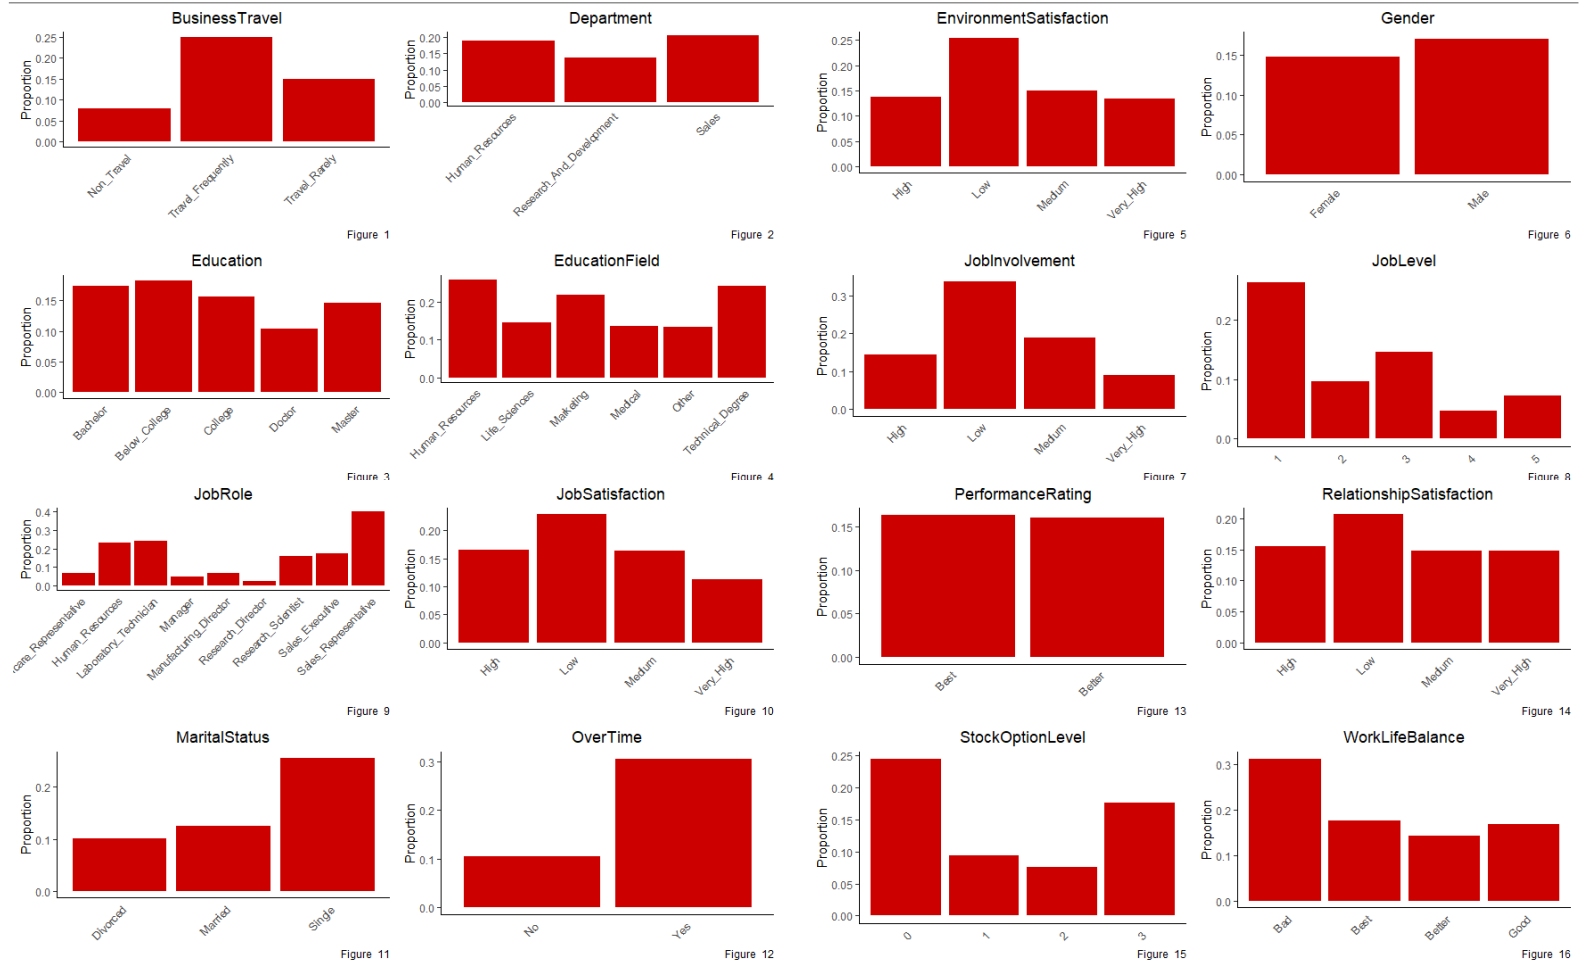 BusinessTravel
Proportion
0.25
0.20
0.15
0.10
0.05
0.00
Non_Travel
Travel_Frequently
Travel_Rarely
Figure 1
Department
Proportion
0.20
0.15
0.10
0.05
0.00
Human_Resources
Research_And_Development
Sales
Figure 2
EnvironmentSatisfaction
Proportion
0.25
0.20
0.15
0.10
0.05
0.00
High
Low
Medium
Very_High
Figure 5
Gender
Proportion
0.15
0.10
0.05
0.00
Female
Male
Figure 6
Education
Proportion
0.15
0.10
0.05
0.00
Bachelor
Below_College
College
Doctor
Master
Figure 3
EducationField
Proportion
0.2
0.1
0.0
Human_Resources
Life_Sciences
Marketing
Medical
Other
Technical_Degree
Figure 4
JobInvolvement
Proportion
0.3
0.2
0.1
0.0
High
Low
Medium
Very_High
Figure 7
JobLevel
Proportion
0.2
0.1
0.0
1
2
3
4
5
Figure 8
JobRole
Proportion
0.4
0.3
0.2
0.1
0.0
care_Representative
Human_Resources
Laboratory_Technician
Manager
Manufacturing_Director
Research_Director
Research_Scientist
Sales_Executive
Sales_Representative
Figure 9
JobSatisfaction
Proportion
0.20
0.15
0.10
0.05
0.00
High
Low
Medium
Very_High
Figure 10
PerformanceRating
Proportion
0.15
0.10
0.05
0.00
Best
Better
Figure 13
RelationshipSatisfaction
Proportion
0.20
0.15
0.10
0.05
0.00
High
Low
Medium
Very_High
Figure 14
MaritalStatus
Proportion
0.2
0.1
0.0
Divorced
Married
Single
Figure 11
OverTime
Proportion
0.3
0.2
0.1
0.0
No
Yes
Figure 12
StockOptionLevel
Proportion
0.25
0.20
0.15
0.10
0.05
0.00
0
1
2
3
Figure 15
WorkLifeBalance
Proportion
0.3
0.2
0.1
0.0
Bad
Best
Better
Good
Figure 16